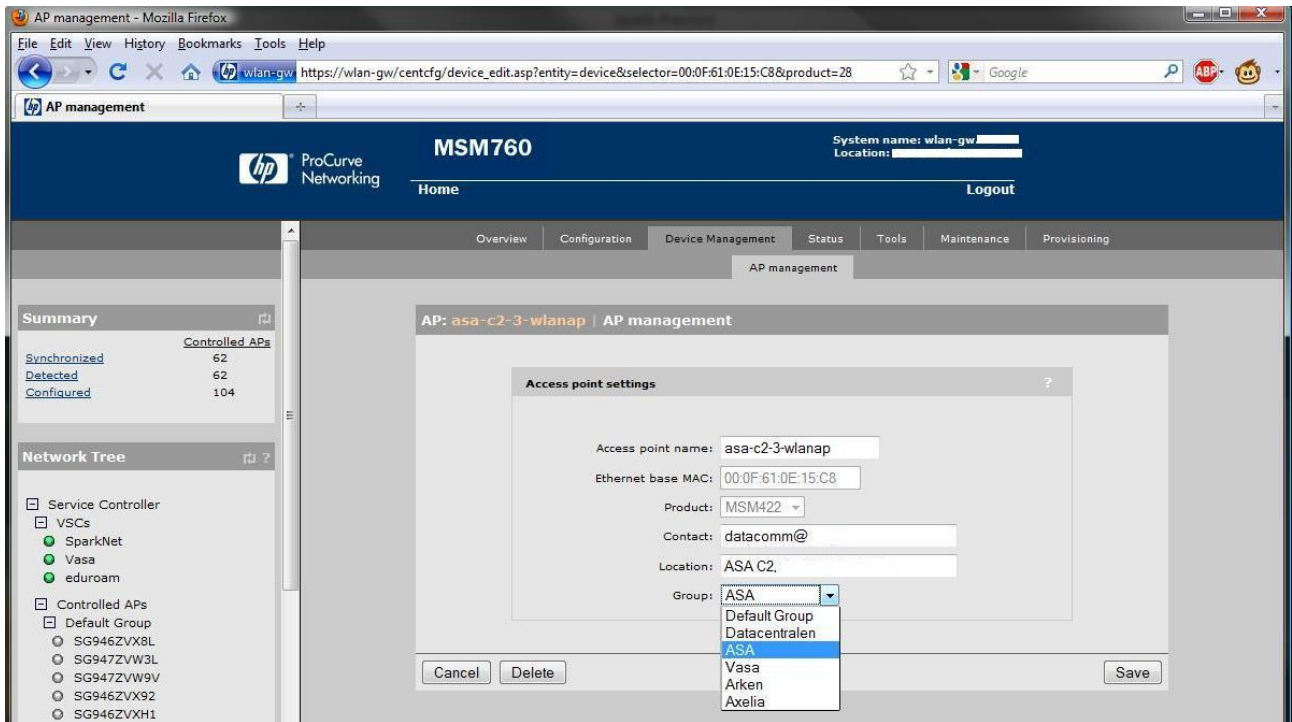 AP management - Mozilla Firefox
File Edit View History Bookmarks Tools Help
wlan-gw https://wlan-gw/centcfg/device_edit.asp?entity=device&selector=00:0F:61:0E:15:C8&product=28 Google ABP
AP management
hp ProCurve Networking
MSM760
System name: wlan-gw.
Location:
Home Logout
Overview Configuration Device Management Status Tools Maintenance Provisioning
AP management
Summary
Controlled APs
Synchronized 62
Detected 62
Configured 104
Network Tree ?
Service Controller
VSCs
SparkNet
Vasa
eduroam
Controlled APs
Default Group
SG946ZVX8L
SG947ZVW3L
SG947ZVW9V
SG946ZVX92
SG946ZVXH1
AP: asa-c2-3-wlanap | AP management
Access point settings ?
Access point name: asa-c2-3-wlanap
Ethernet base MAC: 00:0F:61:0E:15:C8
Product: MSM422
Contact: datacomm@
Location: ASA C2,
Group: ASA
Default Group
Datacentralen
ASA
Vasa
Arken
Axelia
Cancel Delete Save